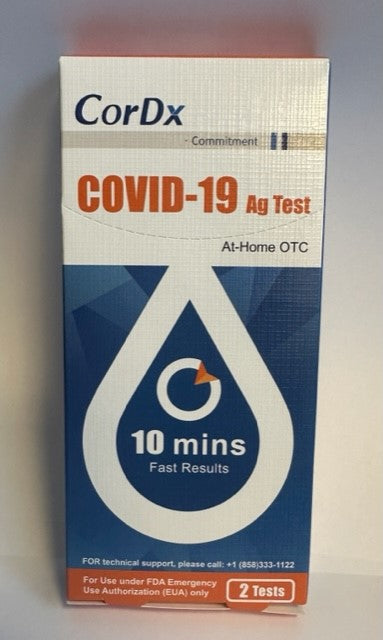 CorDx
· Commitment
COVID-19 Ag Test
At-Home OTC
10 mins
Fast Results
FOR technical support, please call: +1 (858)333-1122
For Use under FDA Emergency
Use Authorization (EUA) only
2 Tests